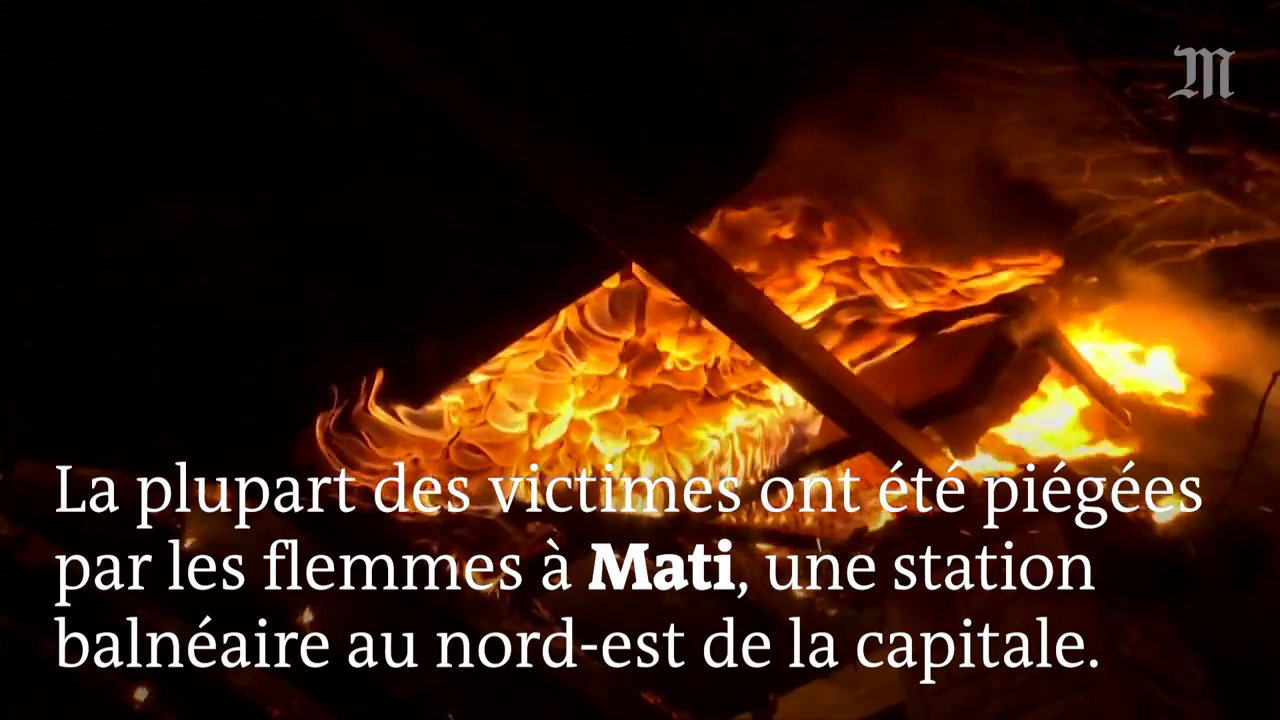 M
La plupart des victimes ont été piégées
par les flemmes à Mati, une station
balnéaire au nord-est de la capitale.